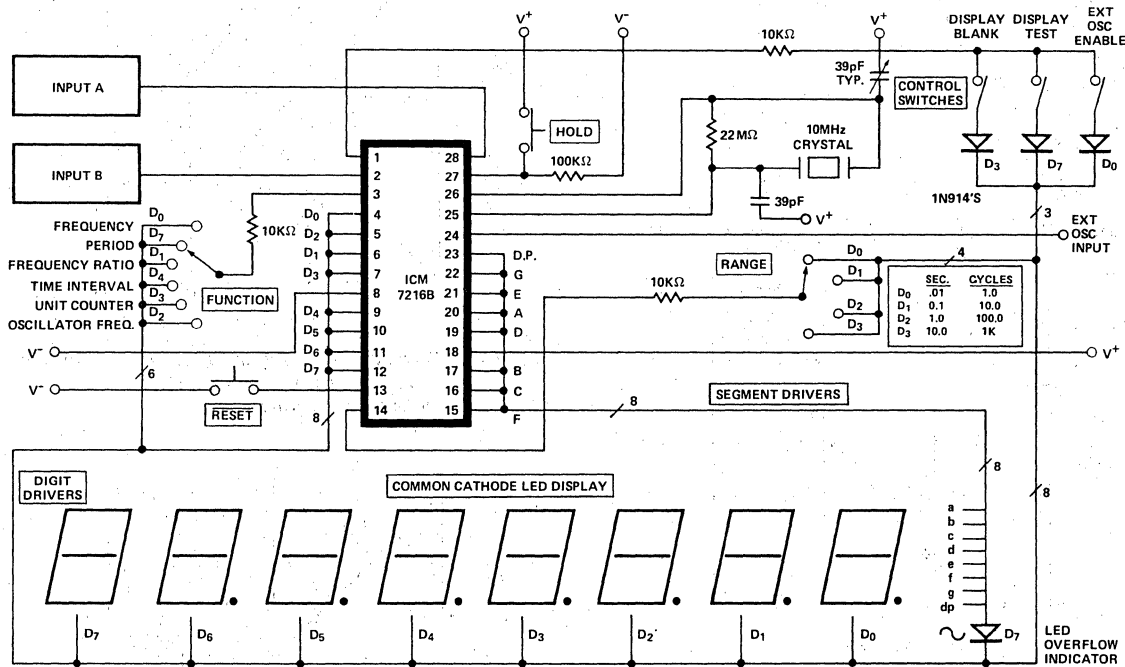 V+
V−
V+
DISPLAY BLANK
DISPLAY TEST
EXT OSC ENABLE
10KΩ
39pF TYP.
CONTROL SWITCHES
INPUT A
INPUT B
HOLD
100KΩ
22MΩ
10MHz CRYSTAL
39pF
V+
D3
D7
D0
1N914'S
3
EXT OSC INPUT
1
2
3
4
5
6
7
8
9
10
11
12
13
14
28
27
26
25
24
23
22
21
20
19
18
17
16
15
ICM 7216B
FREQUENCY
PERIOD
FREQUENCY RATIO
TIME INTERVAL
UNIT COUNTER
OSCILLATOR FREQ.
D0
D7
D1
D4
D3
D2
FUNCTION
10KΩ
D0
D2
D1
D3
D4
D5
D6
D7
D.P.
G
E
A
D
B
C
F
RANGE
10KΩ
D0
D1
D2
D3
4
SEC. CYCLES
D0 .01 1.0
D1 0.1 10.0
D2 1.0 100.0
D3 10.0 1K
V−
V+
6
V−
RESET
8
SEGMENT DRIVERS
8
8
8
DIGIT DRIVERS
COMMON CATHODE LED DISPLAY
a
b
c
d
e
f
g
dp
D7
D6
D5
D4
D3
D2
D1
D0
D7
LED OVERFLOW INDICATOR